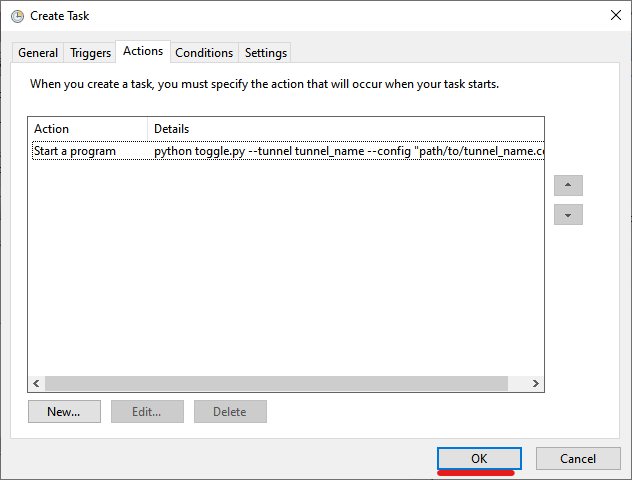 Create Task
General Triggers Actions Conditions Settings
When you create a task, you must specify the action that will occur when your task starts.
Action Details
Start a program python toggle.py --tunnel tunnel_name --config "path/to/tunnel_name.co
New... Edit... Delete
OK Cancel